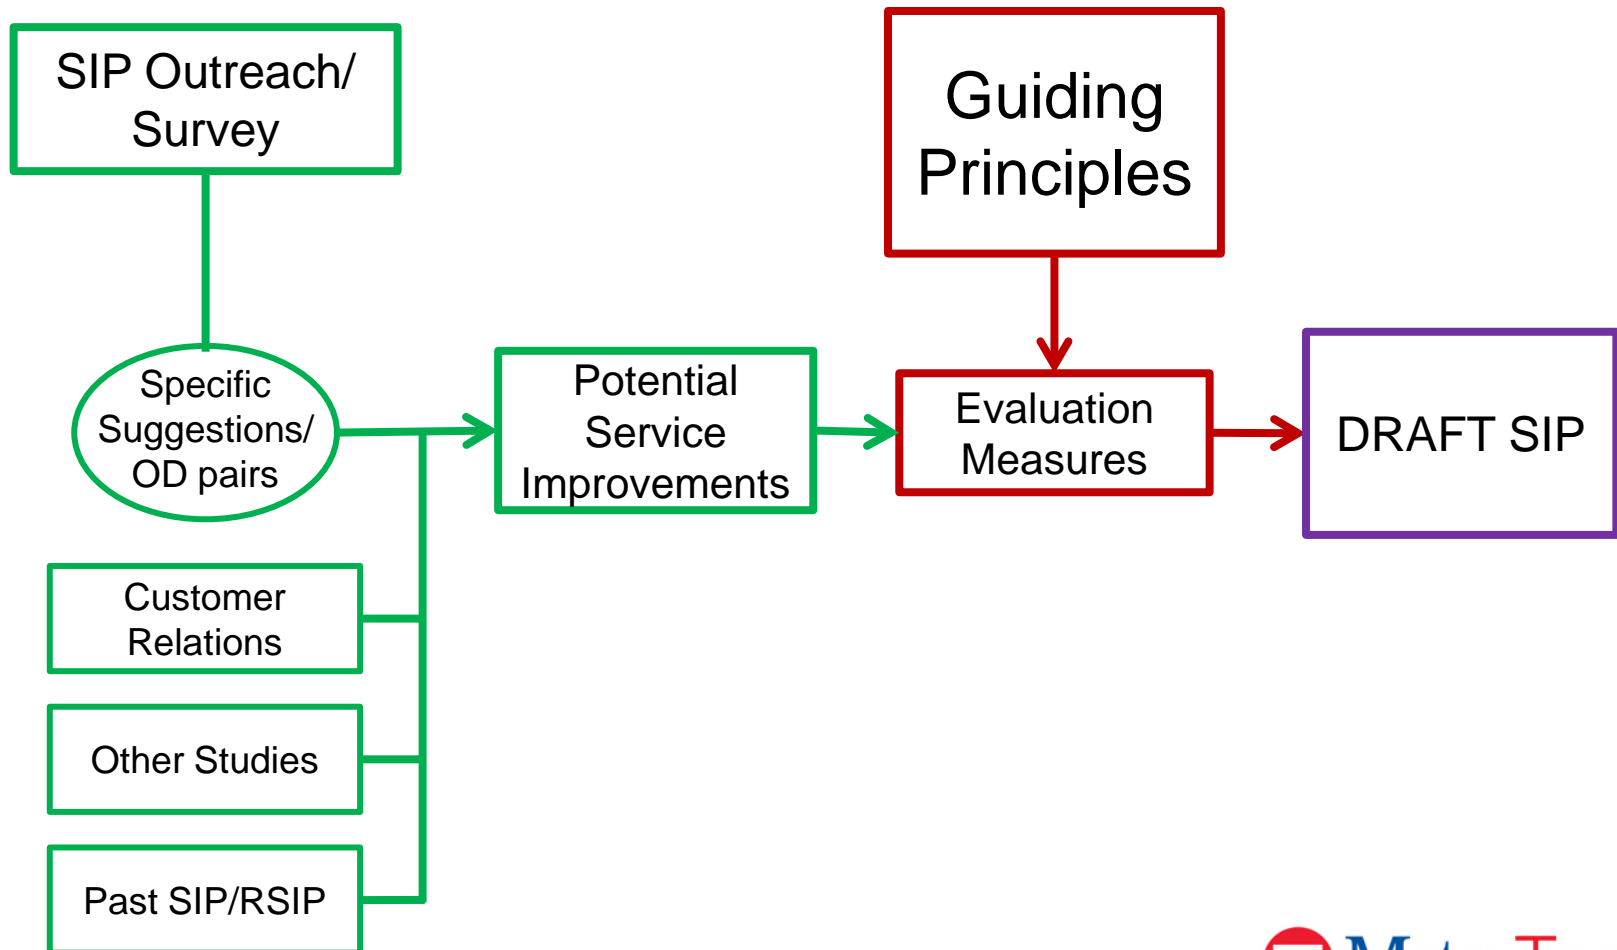 SIP Outreach/
Survey
Guiding
Principles
Specific
Suggestions/
OD pairs
Potential
Service
Improvements
Evaluation
Measures
DRAFT SIP
Customer
Relations
Other Studies
Past SIP/RSIP